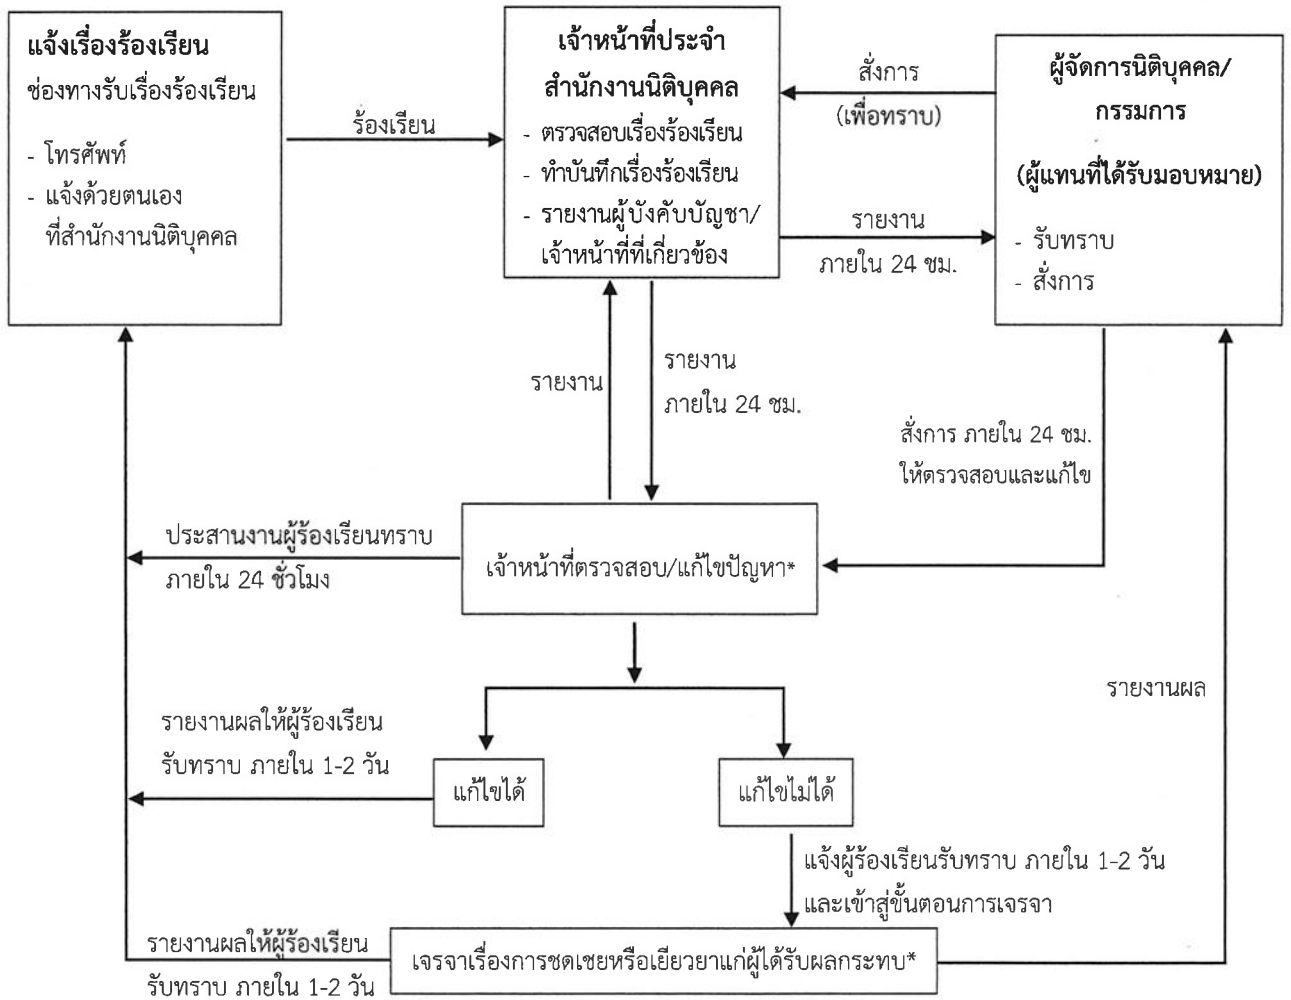 แจ้งเรื่องร้องเรียน
ช่องทางรับเรื่องร้องเรียน
- โทรศัพท์
- แจ้งด้วยตนเอง
ที่สำนักงานนิติบุคคล
ร้องเรียน
เจ้าหน้าที่ประจำ
สำนักงานนิติบุคคล
- ตรวจสอบเรื่องร้องเรียน
- ทำบันทึกเรื่องร้องเรียน
- รายงานผู้บังคับบัญชา/
เจ้าหน้าที่ที่เกี่ยวข้อง
สั่งการ
(เพื่อทราบ)
รายงาน
ภายใน 24 ชม.
ผู้จัดการนิติบุคคล/
กรรมการ
(ผู้แทนที่ได้รับมอบหมาย)
- รับทราบ
- สั่งการ
รายงาน
รายงาน
ภายใน 24 ชม.
สั่งการ ภายใน 24 ชม.
ให้ตรวจสอบและแก้ไข
ประสานงานผู้ร้องเรียนทราบ
ภายใน 24 ชั่วโมง
เจ้าหน้าที่ตรวจสอบ/แก้ไขปัญหา*
รายงานผล
รายงานผลให้ผู้ร้องเรียน
รับทราบ ภายใน 1-2 วัน
แก้ไขได้
แก้ไขไม่ได้
แจ้งผู้ร้องเรียนรับทราบ ภายใน 1-2 วัน
และเข้าสู่ขั้นตอนการเจรจา
รายงานผลให้ผู้ร้องเรียน
รับทราบ ภายใน 1-2 วัน
เจรจาเรื่องการชดเชยหรือเยียวยาแก่ผู้ได้รับผลกระทบ*